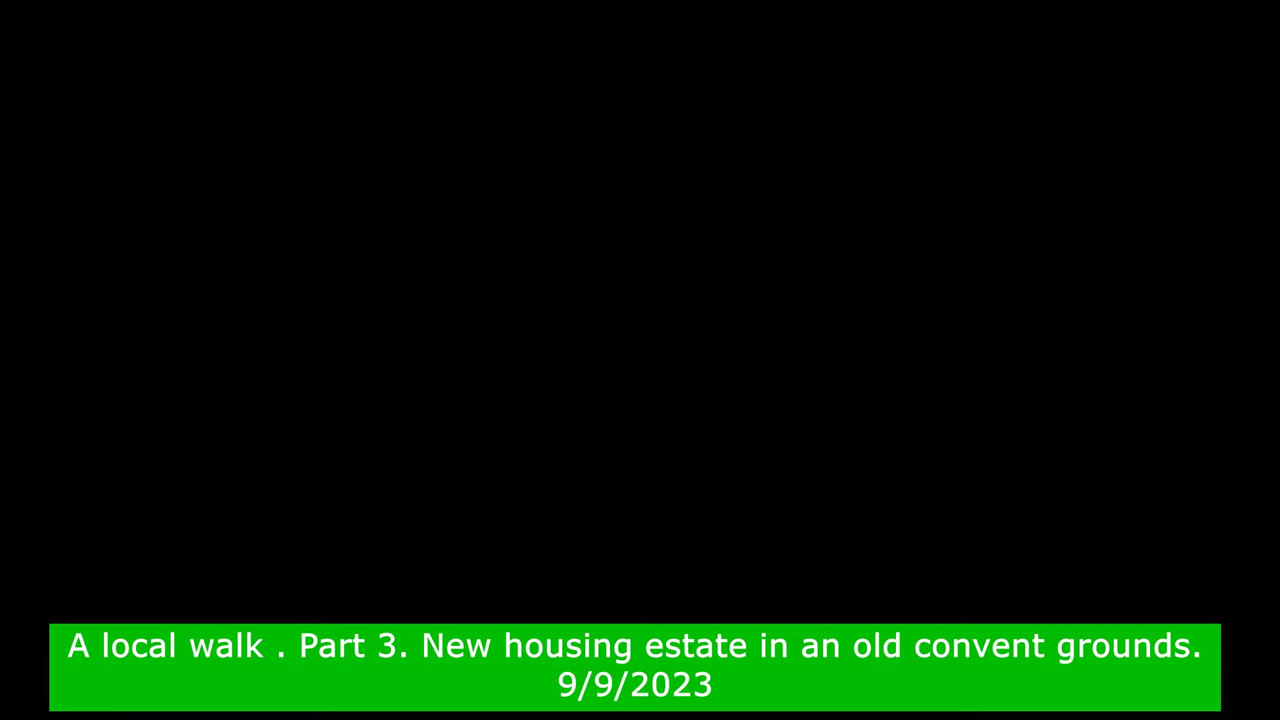 A local walk . Part 3. New housing estate in an old convent grounds.
9/9/2023